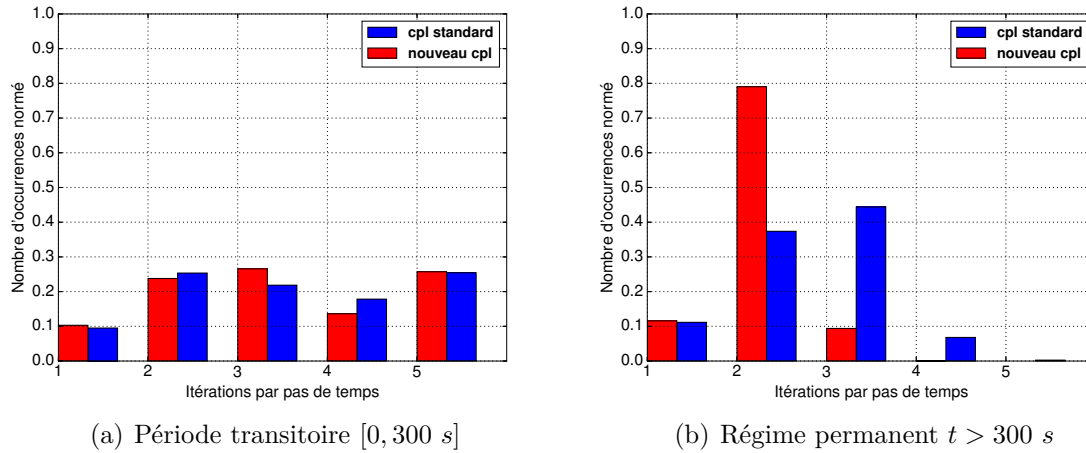 1.0
0.9
0.8
0.7
0.6
0.5
0.4
0.3
0.2
0.1
0.0
Nombre d'occurrences normé
cpl standard
nouveau cpl
1 2 3 4 5
Itérations par pas de temps
(a) Période transitoire [0, 300 s]
1.0
0.9
0.8
0.7
0.6
0.5
0.4
0.3
0.2
0.1
0.0
Nombre d'occurrences normé
cpl standard
nouveau cpl
1 2 3 4 5
Itérations par pas de temps
(b) Régime permanent t > 300 s